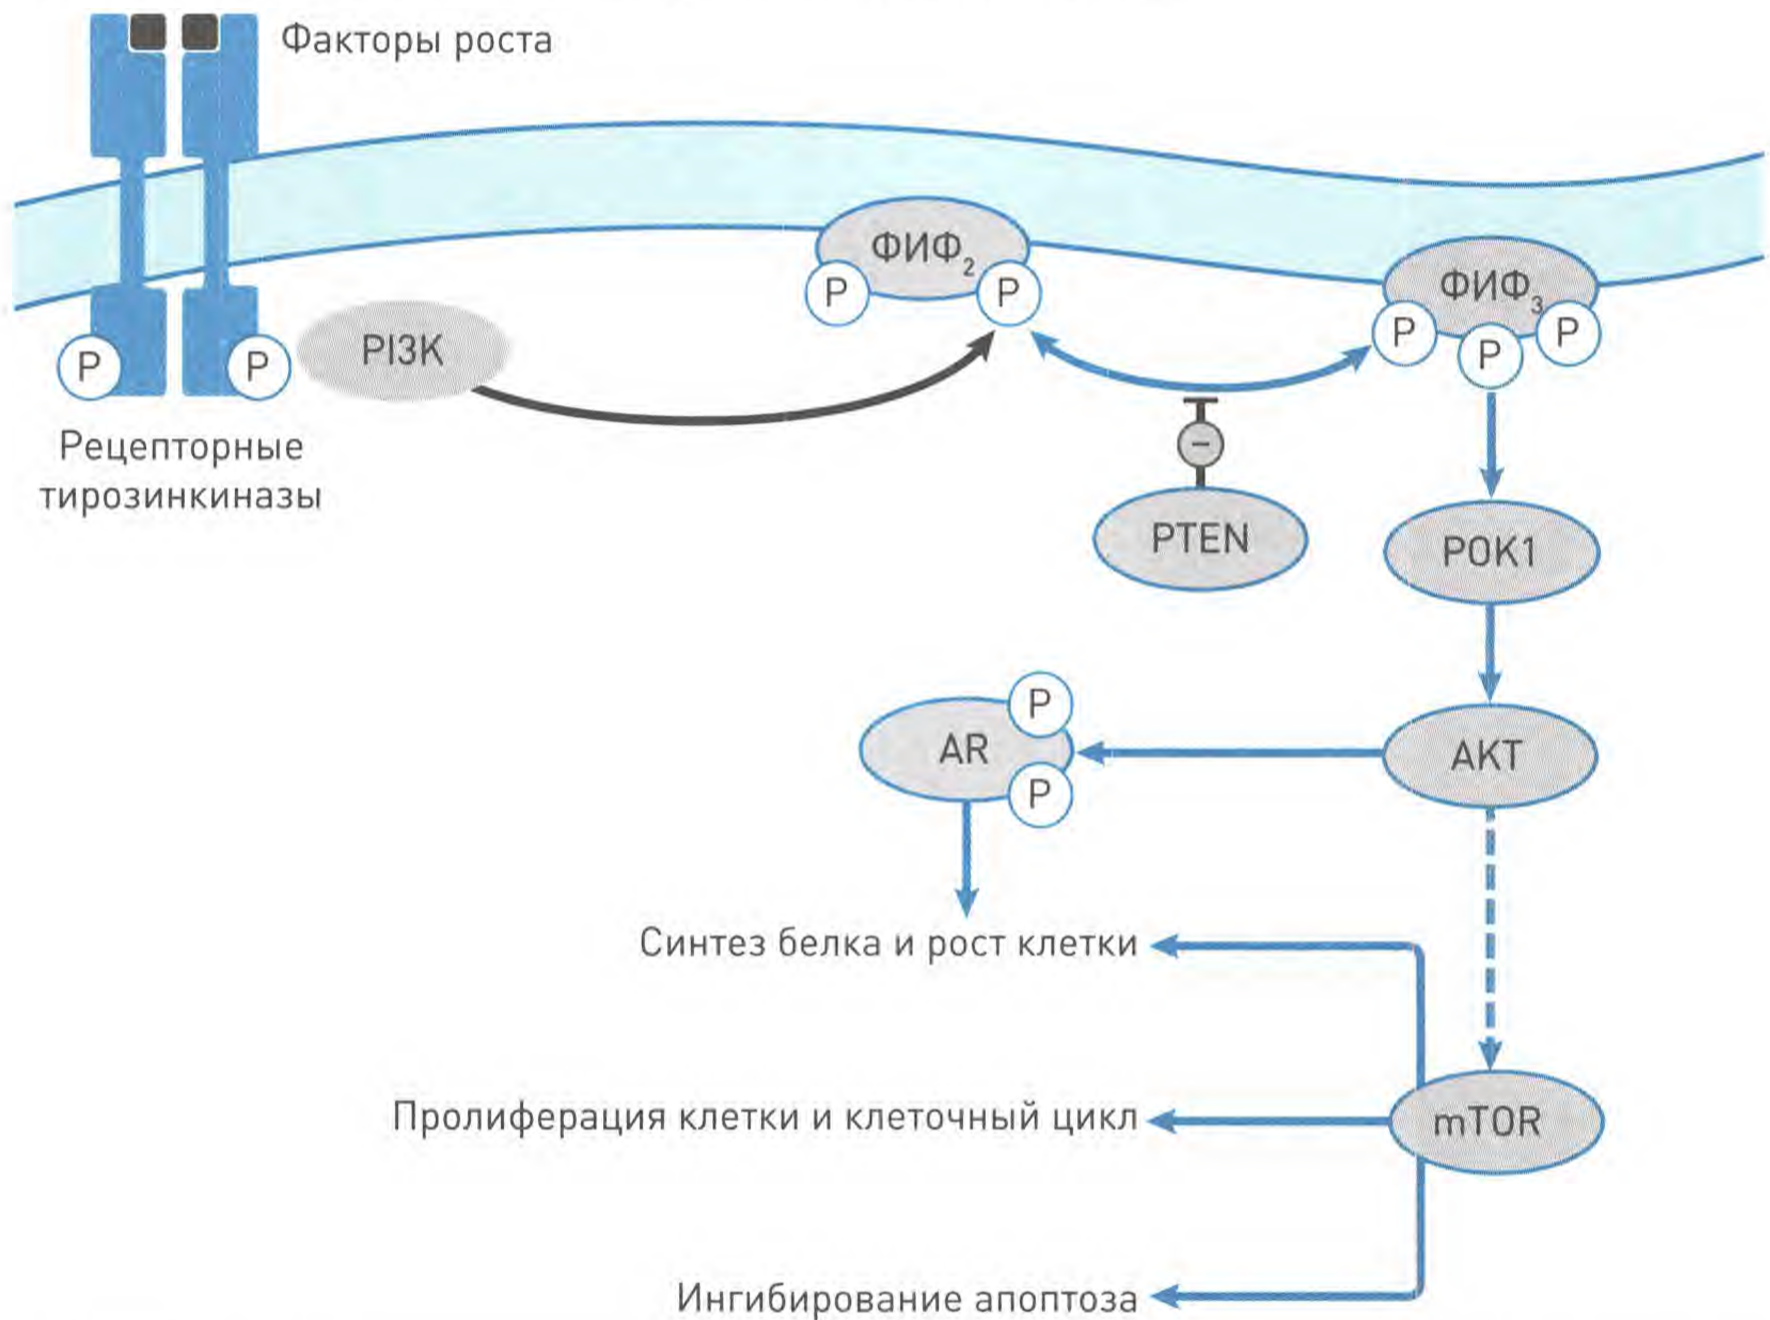 Факторы роста
ФИФ2
P
P
ФИФ3
P
P
P
PI3K
P
P
Рецепторные
тирозинкиназы
–
PTEN
POK1
P
AR
P
AKT
Синтез белка и рост клетки
Пролиферация клетки и клеточный цикл
mTOR
Ингибирование апоптоза